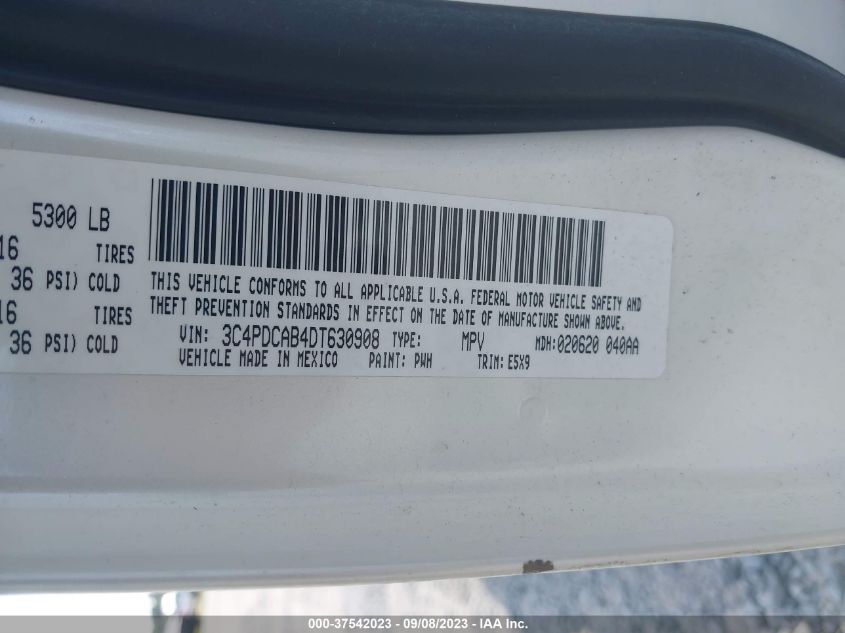 5300 LB
16 TIRES
36 PSI) COLD
16 TIRES
36 PSI) COLD
THIS VEHICLE CONFORMS TO ALL APPLICABLE U.S.A. FEDERAL MOTOR VEHICLE SAFETY AND
THEFT PREVENTION STANDARDS IN EFFECT ON THE DATE OF MANUFACTURE SHOWN ABOVE.
VIN: 3C4PDCAB4DT630908 TYPE: MPV MDH:020620 040AA
VEHICLE MADE IN MEXICO PAINT: PWH TRIM: E5X9
000-37542023 - 09/08/2023 - IAA Inc.